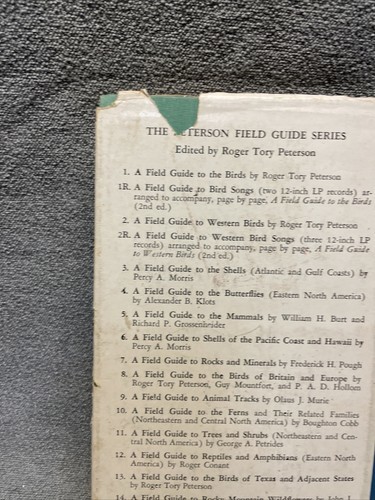 THE PETERSON FIELD GUIDE SERIES
Edited by Roger Tory Peterson
1. A Field Guide to the Birds by Roger Tory Peterson
1R. A Field Guide to Bird Songs (two 12-inch LP records) ar-
ranged to accompany, page by page, A Field Guide to the Birds
(2nd ed.)
2. A Field Guide to Western Birds by Roger Tory Peterson
2R. A Field Guide to Western Bird Songs (three 12-inch LP
records) arranged to accompany, page by page, A Field Guide
to Western Birds (2nd ed.)
3. A Field Guide to the Shells (Atlantic and Gulf Coasts) by
Percy A. Morris
4. A Field Guide to the Butterflies (Eastern North America)
by Alexander B. Klots
5. A Field Guide to the Mammals by William H. Burt and
Richard P. Grossenheider
6. A Field Guide to Shells of the Pacific Coast and Hawaii by
Percy A. Morris
7. A Field Guide to Rocks and Minerals by Frederick H. Pough
8. A Field Guide to the Birds of Britain and Europe by
Roger Tory Peterson, Guy Mountfort, and P. A. D. Hollom
9. A Field Guide to Animal Tracks by Olaus J. Murie
10. A Field Guide to the Ferns and Their Related Families
(Northeastern and Central North America) by Boughton Cobb
11. A Field Guide to Trees and Shrubs (Northeastern and Cen-
tral North America) by George A. Petrides
12. A Field Guide to Reptiles and Amphibians (Eastern North
America) by Roger Conant
13. A Field Guide to the Birds of Texas and Adjacent States
by Roger Tory Peterson
14. A Field Guide to Rocky Mountain Wildflowers by John J.